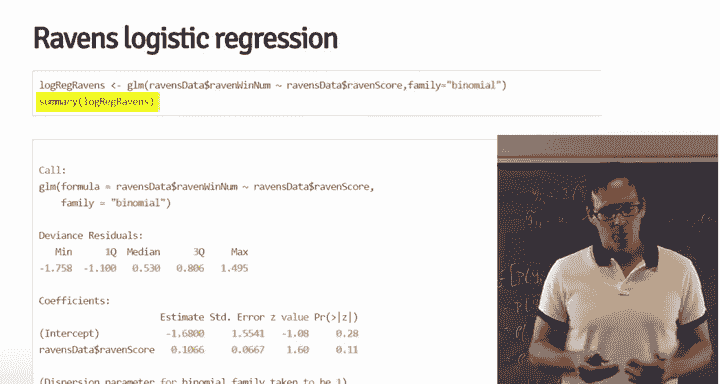 Ravens logistic regression
logRegRavens <- glm(ravensData$ravenWinNum ~ ravensData$ravenScore,family="binomial")
summary(logRegRavens)
Call:
glm(formula = ravensData$ravenWinNum ~ ravensData$ravenScore,
family = "binomial")
Deviance Residuals:
Min 1Q Median 3Q Max
-1.758 -1.100 0.530 0.806 1.495
Coefficients:
Estimate Std. Error z value Pr(>|z|)
(Intercept) -1.6800 1.5541 -1.08 0.28
ravensData$ravenScore 0.1066 0.0667 1.60 0.11
(Dispersion parameter for binomial family taken to be 1)